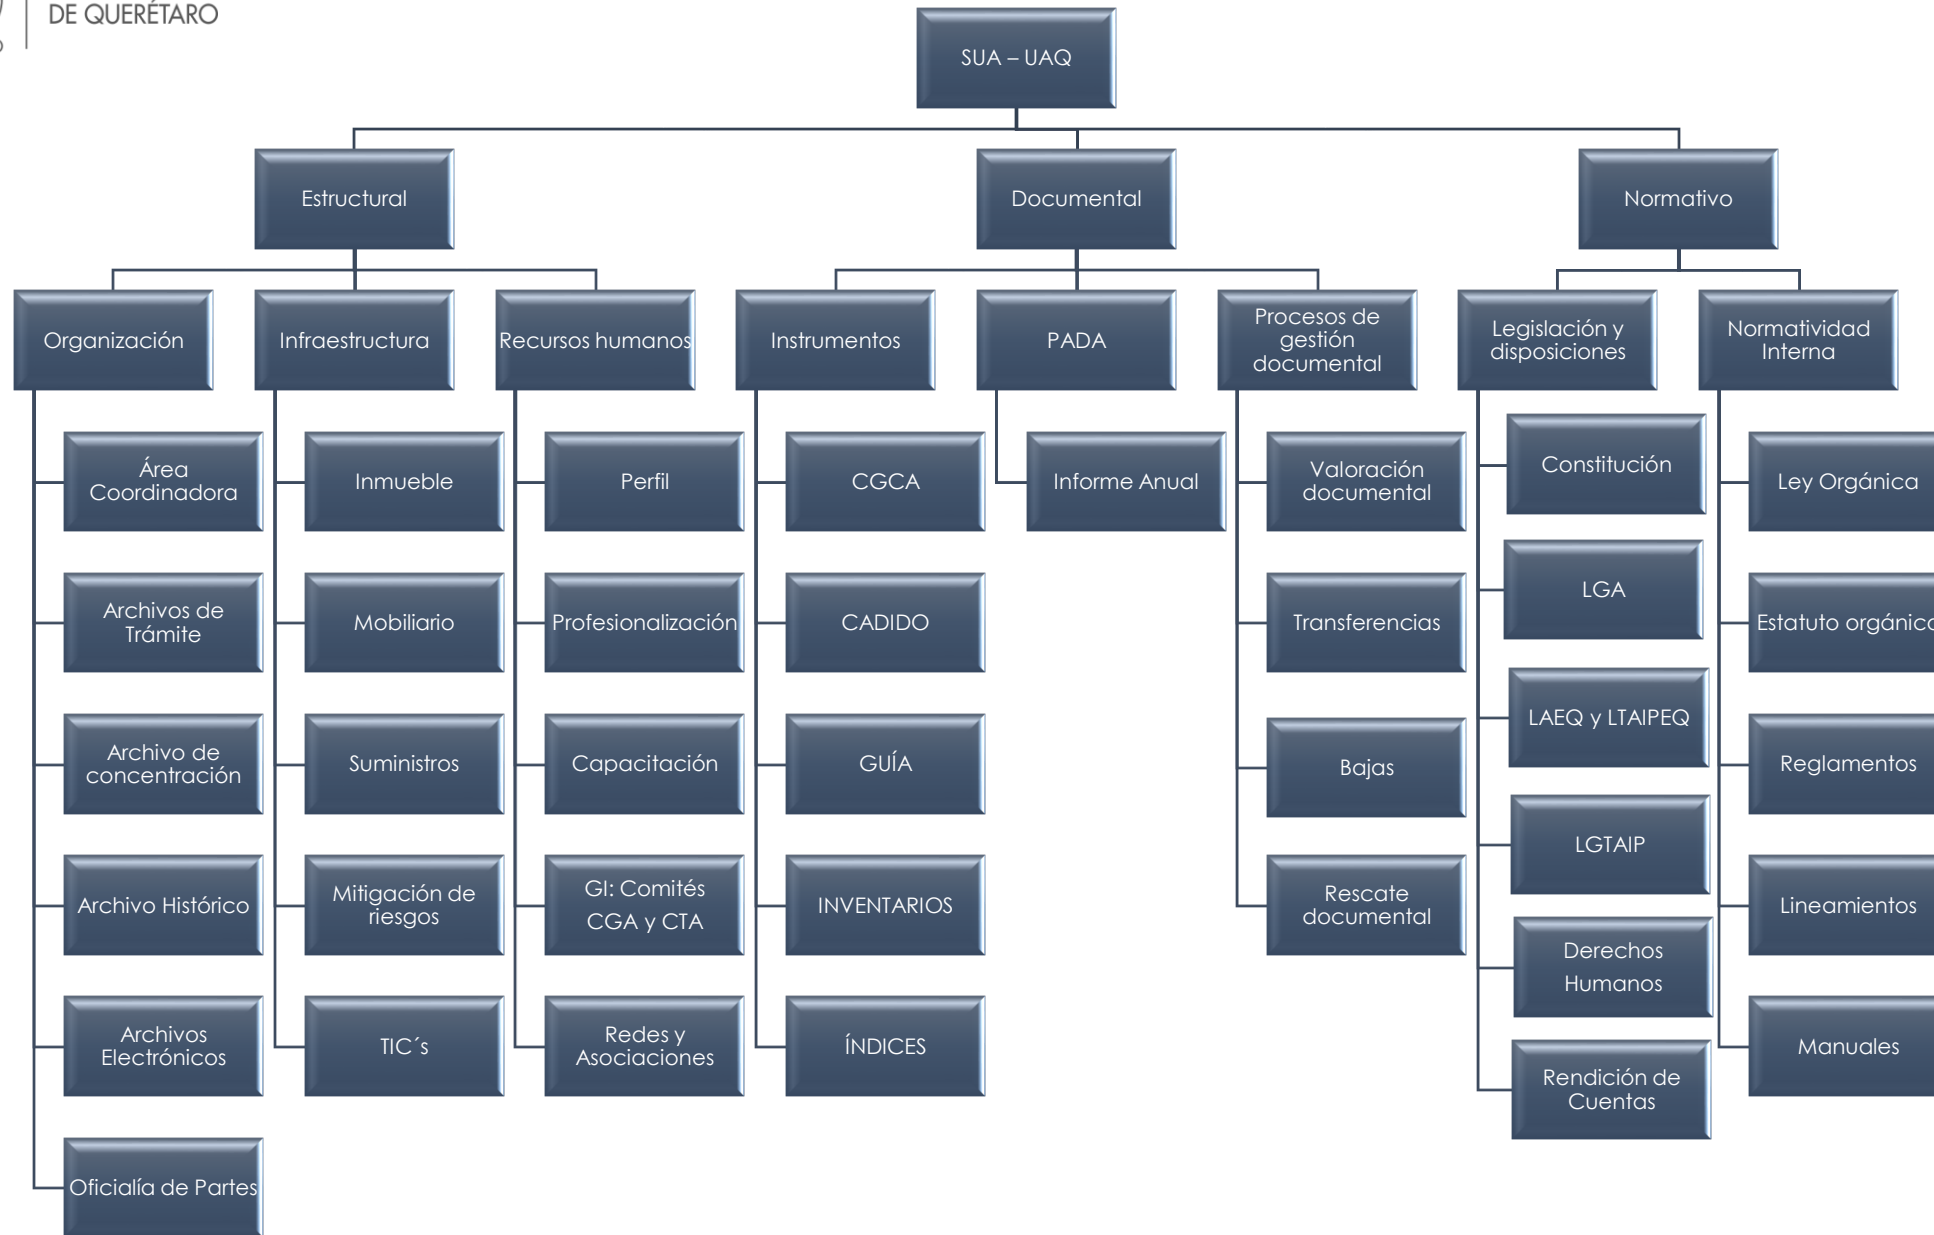 DE QUERÉTARO
SUA – UAQ
Estructural
Documental
Normativo
Organización
Infraestructura
Recursos humanos
Instrumentos
PADA
Procesos de
gestión
documental
Legislación y
disposiciones
Normatividad
Interna
Área
Coordinadora
Archivos de
Trámite
Archivo de
concentración
Archivo Histórico
Archivos
Electrónicos
Oficialía de Partes
Inmueble
Mobiliario
Suministros
Mitigación de
riesgos
TIC´s
Perfil
Profesionalización
Capacitación
GI: Comités
CGA y CTA
Redes y
Asociaciones
CGCA
CADIDO
GUÍA
INVENTARIOS
ÍNDICES
Informe Anual
Valoración
documental
Transferencias
Bajas
Rescate
documental
Constitución
LGA
LAEQ y LTAIPEQ
LGTAIP
Derechos
Humanos
Rendición de
Cuentas
Ley Orgánica
Estatuto orgánico
Reglamentos
Lineamientos
Manuales